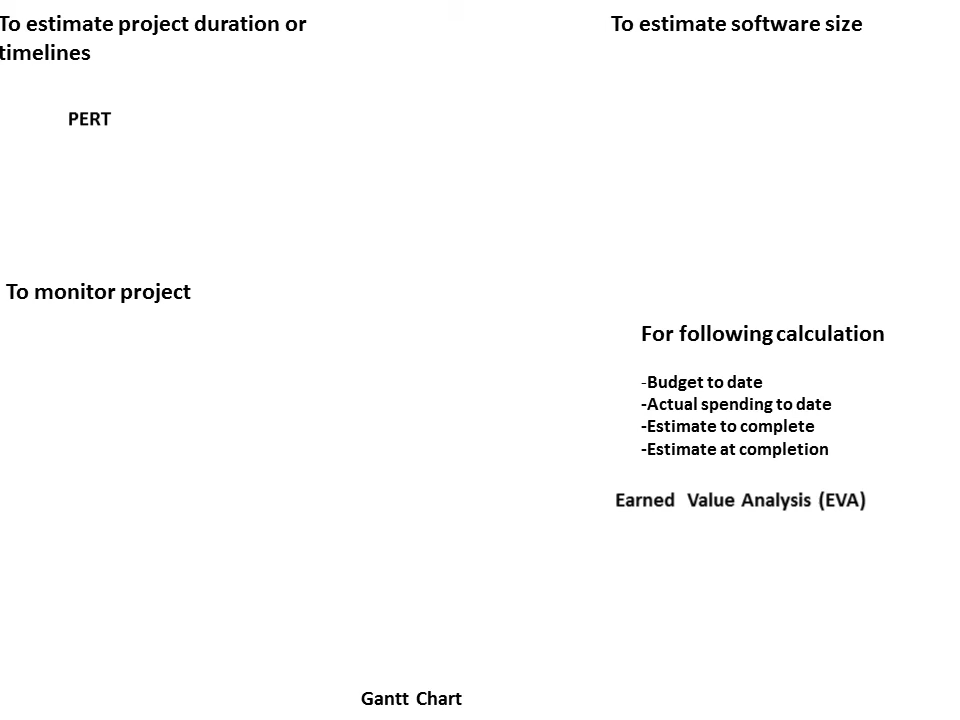 To estimate project duration or
timelines
To estimate software size
PERT
To monitor project
For following calculation
-Budget to date
-Actual spending to date
-Estimate to complete
-Estimate at completion
Earned Value Analysis (EVA)
Gantt Chart